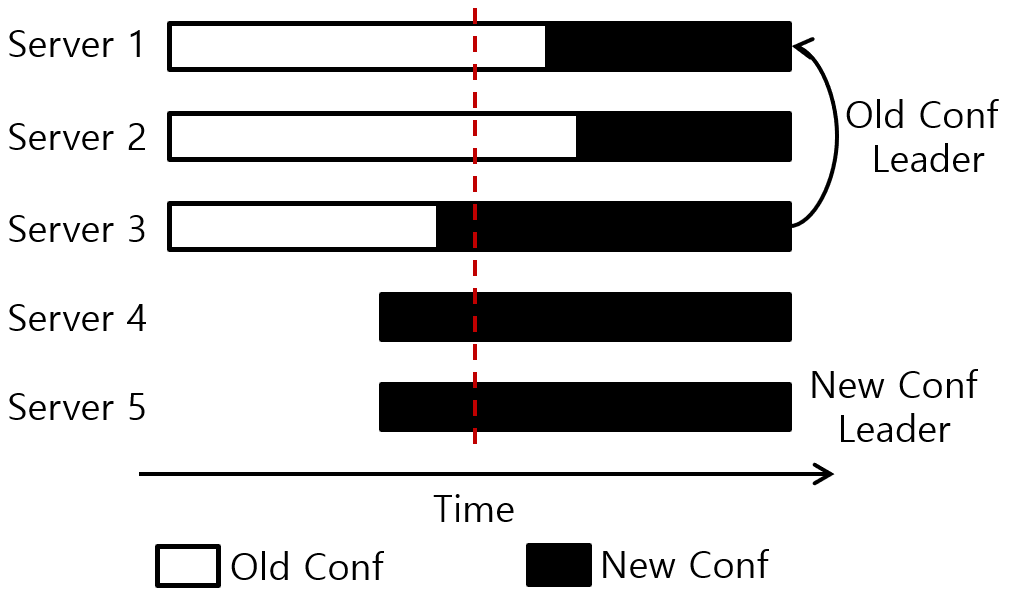 Server 1
Old Conf
Leader
Server 2
Server 3
Server 4
Server 5
New Conf
Leader
Time
Old Conf
New Conf